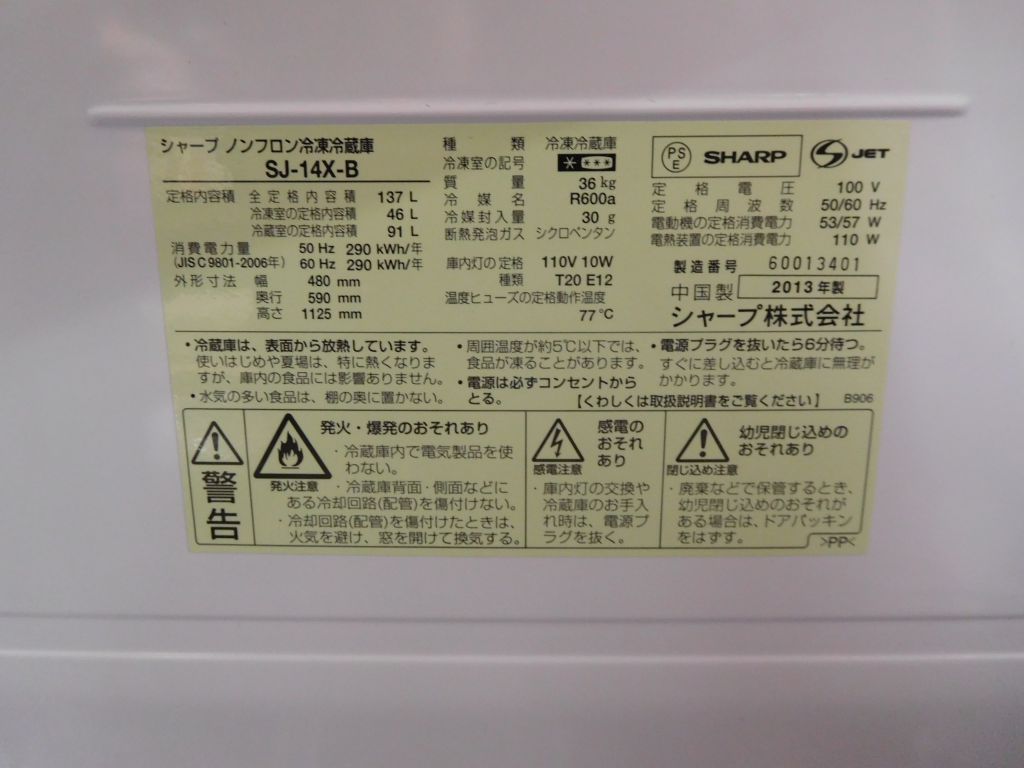 シャープ ノンフロン冷凍冷蔵庫
SJ-14X-B
定格内容積 全定格内容積 137 L
冷凍室の定格内容積 46 L
冷蔵室の定格内容積 91 L
消費電力量 50 Hz 290 kWh/年
(JIS C 9801-2006年) 60 Hz 290 kWh/年
外形寸法 幅 480 mm
奥行 590 mm
高さ 1125 mm
種類 冷凍冷蔵庫
冷凍室の記号 * ***
質量 36 kg
冷媒名 R600a
冷媒封入量 30 g
断熱発泡ガス シクロペンタン
庫内灯の定格 110V 10W
種類 T20 E12
温度ヒューズの定格動作温度
77℃
PS E SHARP S JET
定格電圧 100 V
定格周波数 50/60 Hz
電動機の定格消費電力 53/57 W
電熱装置の定格消費電力 110 W
製造番号 60013401
中国製 2013年製
シャープ株式会社
・冷蔵庫は、表面から放熱しています。
使いはじめや夏場は、特に熱くなりま
すが、庫内の食品には影響ありません。
・水気の多い食品は、棚の奥に置かない。
・周囲温度が約5℃以下では、
食品が凍ることがあります。
・電源は必ずコンセントから
とる。
・電源プラグを抜いたら6分待つ。
すぐに差し込むと冷蔵庫に無理が
かかります。
【くわしくは取扱説明書をご覧ください】 B906
警告
発火・爆発のおそれあり
発火注意
・冷蔵庫内で電気製品を使
わない。
・冷蔵庫背面・側面などに
ある冷却回路(配管)を傷付けない。
・冷却回路(配管)を傷付けたときは、
火気を避け、窓を開けて換気する。
感電の
おそれ
あり
感電注意
・庫内灯の交換や
冷蔵庫のお手入
れ時は、電源プ
ラグを抜く。
幼児閉じ込めの
おそれあり
閉じ込め注意
・廃棄などで保管するとき、
幼児閉じ込めのおそれが
ある場合は、ドアパッキン
をはずす。
>PP<